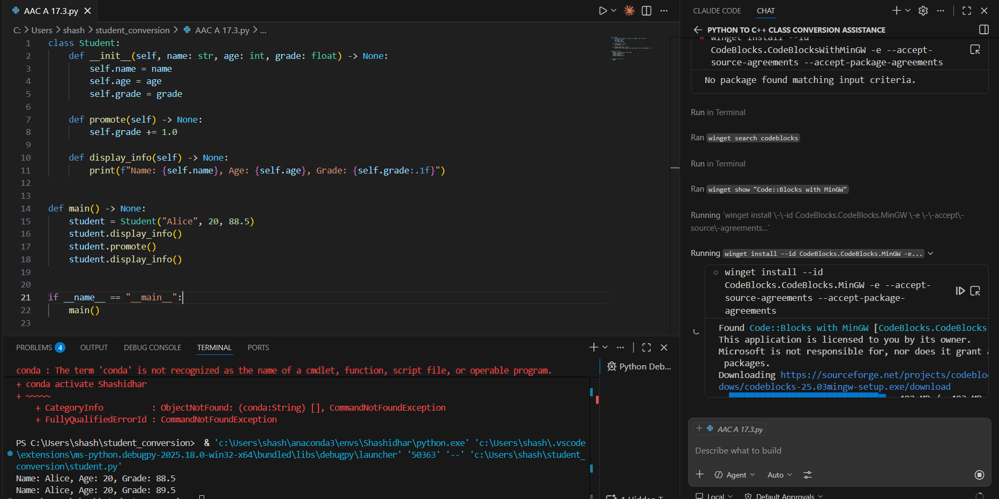 AAC A 17.3.py
C: > Users > shash > student_conversion > AAC A 17.3.py > ...
1 class Student:
2     def __init__(self, name: str, age: int, grade: float) -> None:
3         self.name = name
4         self.age = age
5         self.grade = grade
6
7     def promote(self) -> None:
8         self.grade += 1.0
9
10     def display_info(self) -> None:
11         print(f"Name: {self.name}, Age: {self.age}, Grade: {self.grade:.1f}")
12
13
14 def main() -> None:
15     student = Student("Alice", 20, 88.5)
16     student.display_info()
17     student.promote()
18     student.display_info()
19
20
21 if __name__ == "__main__":
22     main()
23
PROBLEMS 4 OUTPUT DEBUG CONSOLE TERMINAL PORTS
conda : The term 'conda' is not recognized as the name of a cmdlet, function, script file, or operable program.
+ conda activate Shashidhar
+ ~~~~~
+ CategoryInfo          : ObjectNotFound: (conda:String) [], CommandNotFoundException
+ FullyQualifiedErrorId : CommandNotFoundException
PS C:\Users\shash\student_conversion>  & 'c:\Users\shash\anaconda3\envs\Shashidhar\python.exe' 'c:\Users\shash\.vscode
\extensions\ms-python.debugpy-2025.18.0-win32-x64\bundled\libs\debugpy\launcher' '50363' '--' 'c:\Users\shash\student_
conversion\student.py'
Name: Alice, Age: 20, Grade: 88.5
Name: Alice, Age: 20, Grade: 89.5
Python Deb...
1 Hidden T
CLAUDE CODE CHAT
PYTHON TO C++ CLASS CONVERSION ASSISTANCE
winget install --id
CodeBlocks.CodeBlocksWithMinGW -e --accept-
source-agreements --accept-package-agreements
No package found matching input criteria.
Run in Terminal
Ran winget search codeblocks
Run in Terminal
Ran winget show "Code::Blocks with MinGW"
Running `winget install \-\-id CodeBlocks.CodeBlocks.MinGW \-e \-\-accept\-
source\-agreements...`
Running winget install --id CodeBlocks.CodeBlocks.MinGW -e...
winget install --id
CodeBlocks.CodeBlocks.MinGW -e --accept-
source-agreements --accept-package-
agreements
Found Code::Blocks with MinGW [CodeBlocks.CodeBlocks
This application is licensed to you by its owner.
Microsoft is not responsible for, nor does it grant
packages.
Downloading https://sourceforge.net/projects/codeblo
dows/codeblocks-25.03mingw-setup.exe/download
AAC A 17.3.py
Describe what to build
Agent Auto
Local Default Approvals